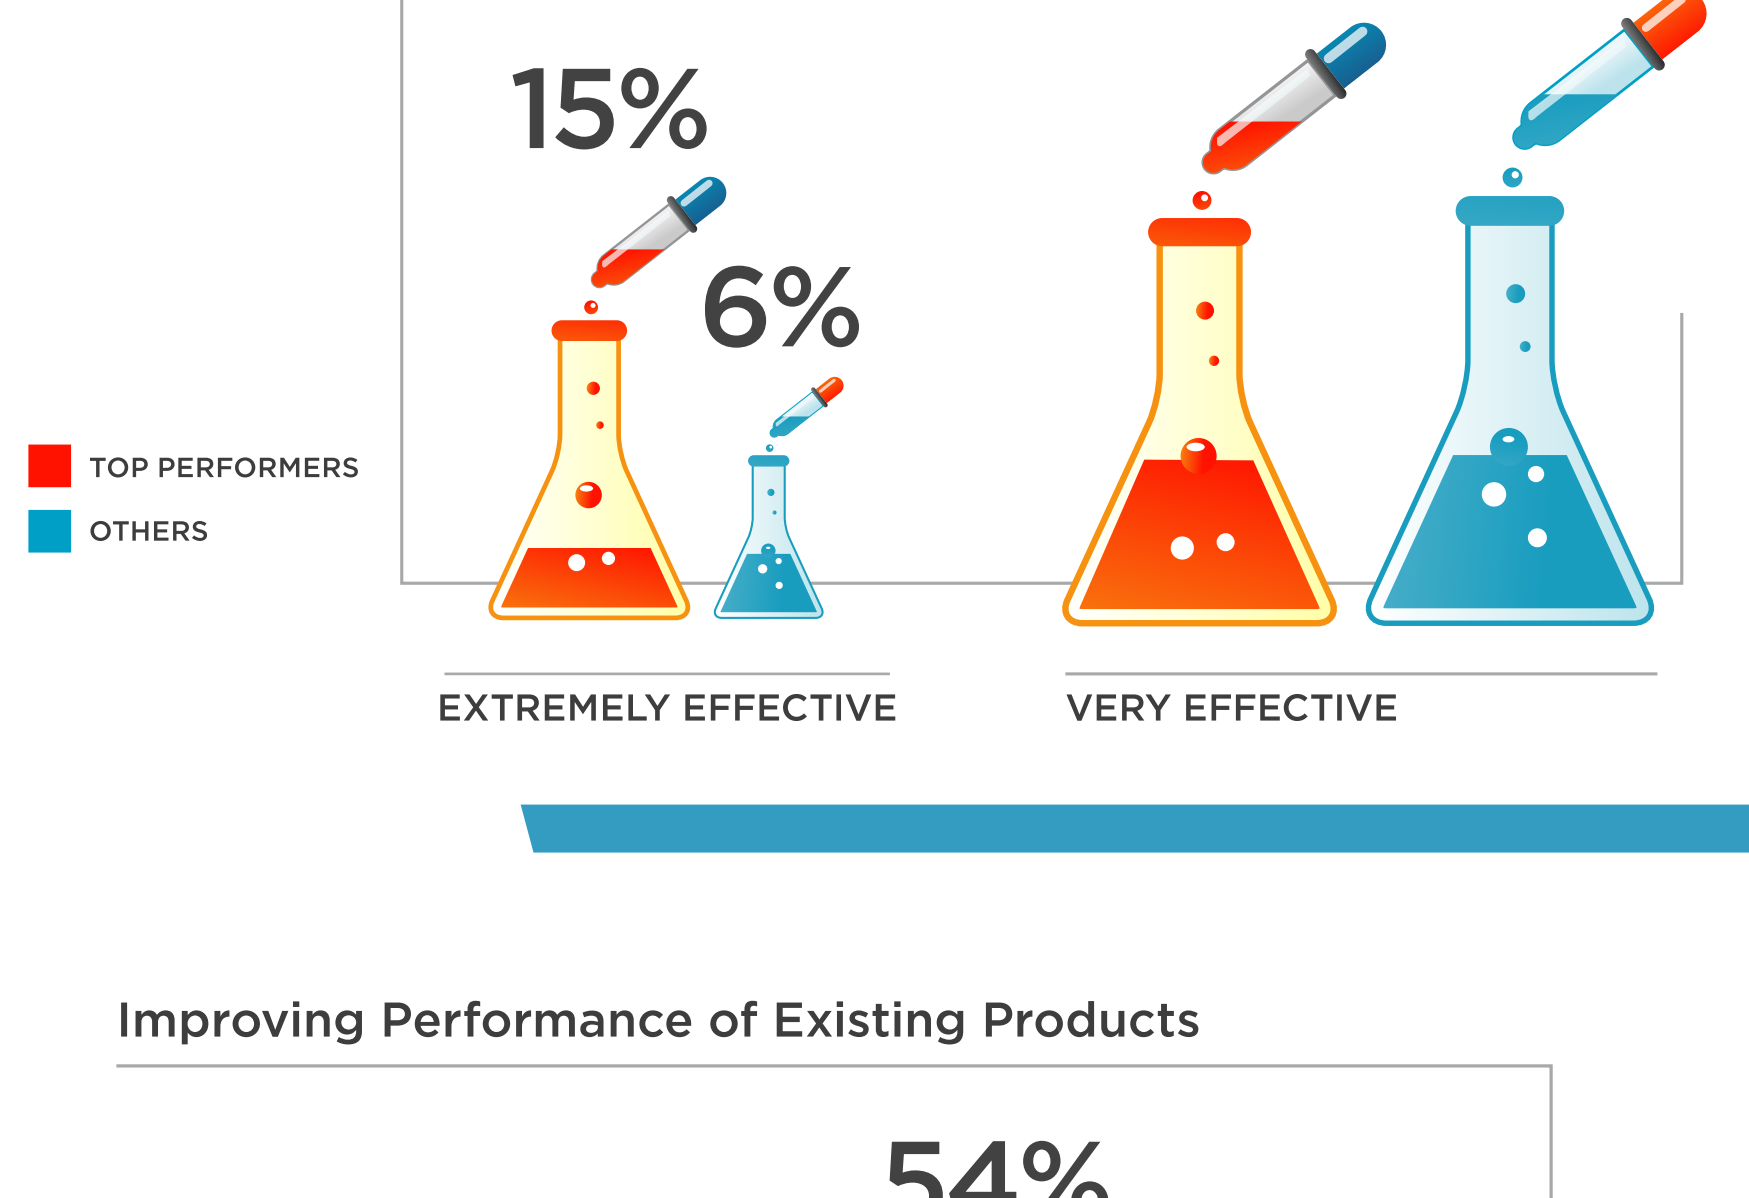 15%
6%
TOP PERFORMERS
OTHERS
EXTREMELY EFFECTIVE
VERY EFFECTIVE
Improving Performance of Existing Products
54%